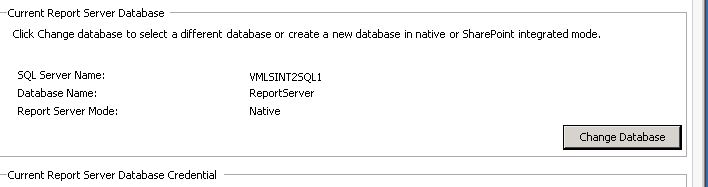 Current Report Server Database
Click Change database to select a different database or create a new database in native or SharePoint integrated mode.
SQL Server Name: VMLSINT2SQL1
Database Name: ReportServer
Report Server Mode: Native
Change Database
Current Report Server Database Credential